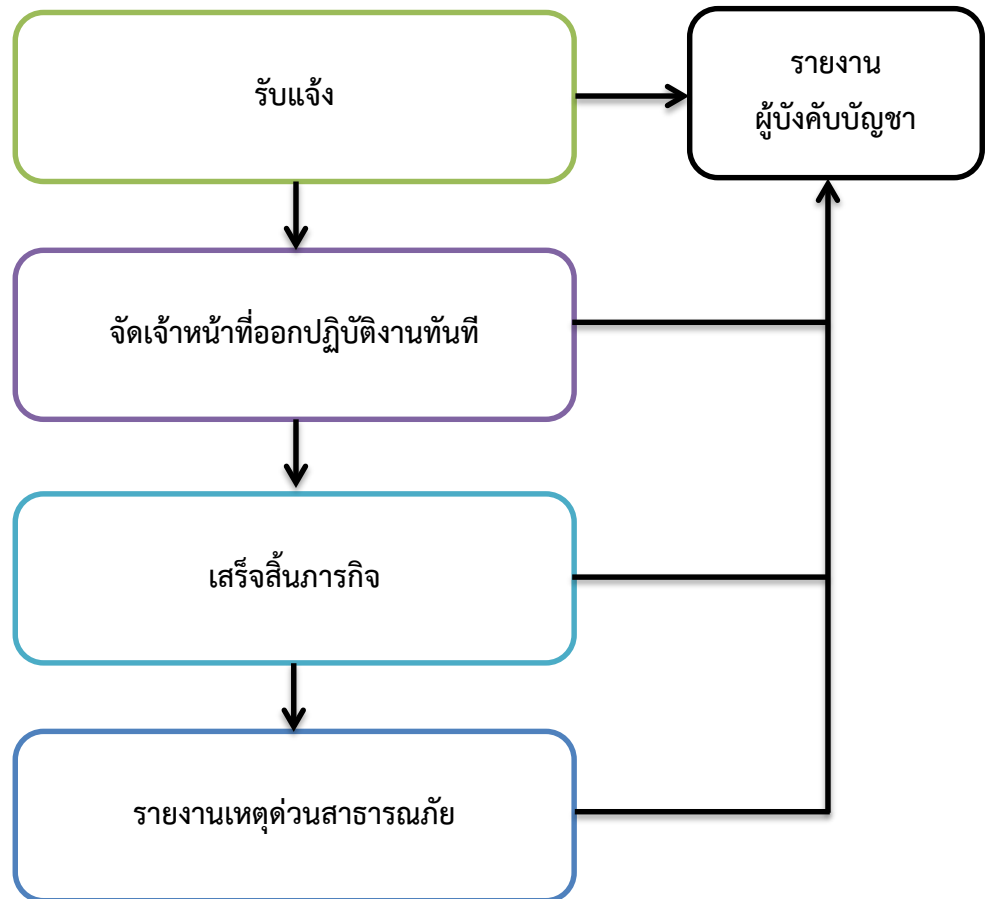 รับแจ้ง
รายงาน
ผู้บังคับบัญชา
จัดเจ้าหน้าที่ออกปฏิบัติงานทันที
เสร็จสิ้นภารกิจ
รายงานเหตุด่วนสาธารณภัย